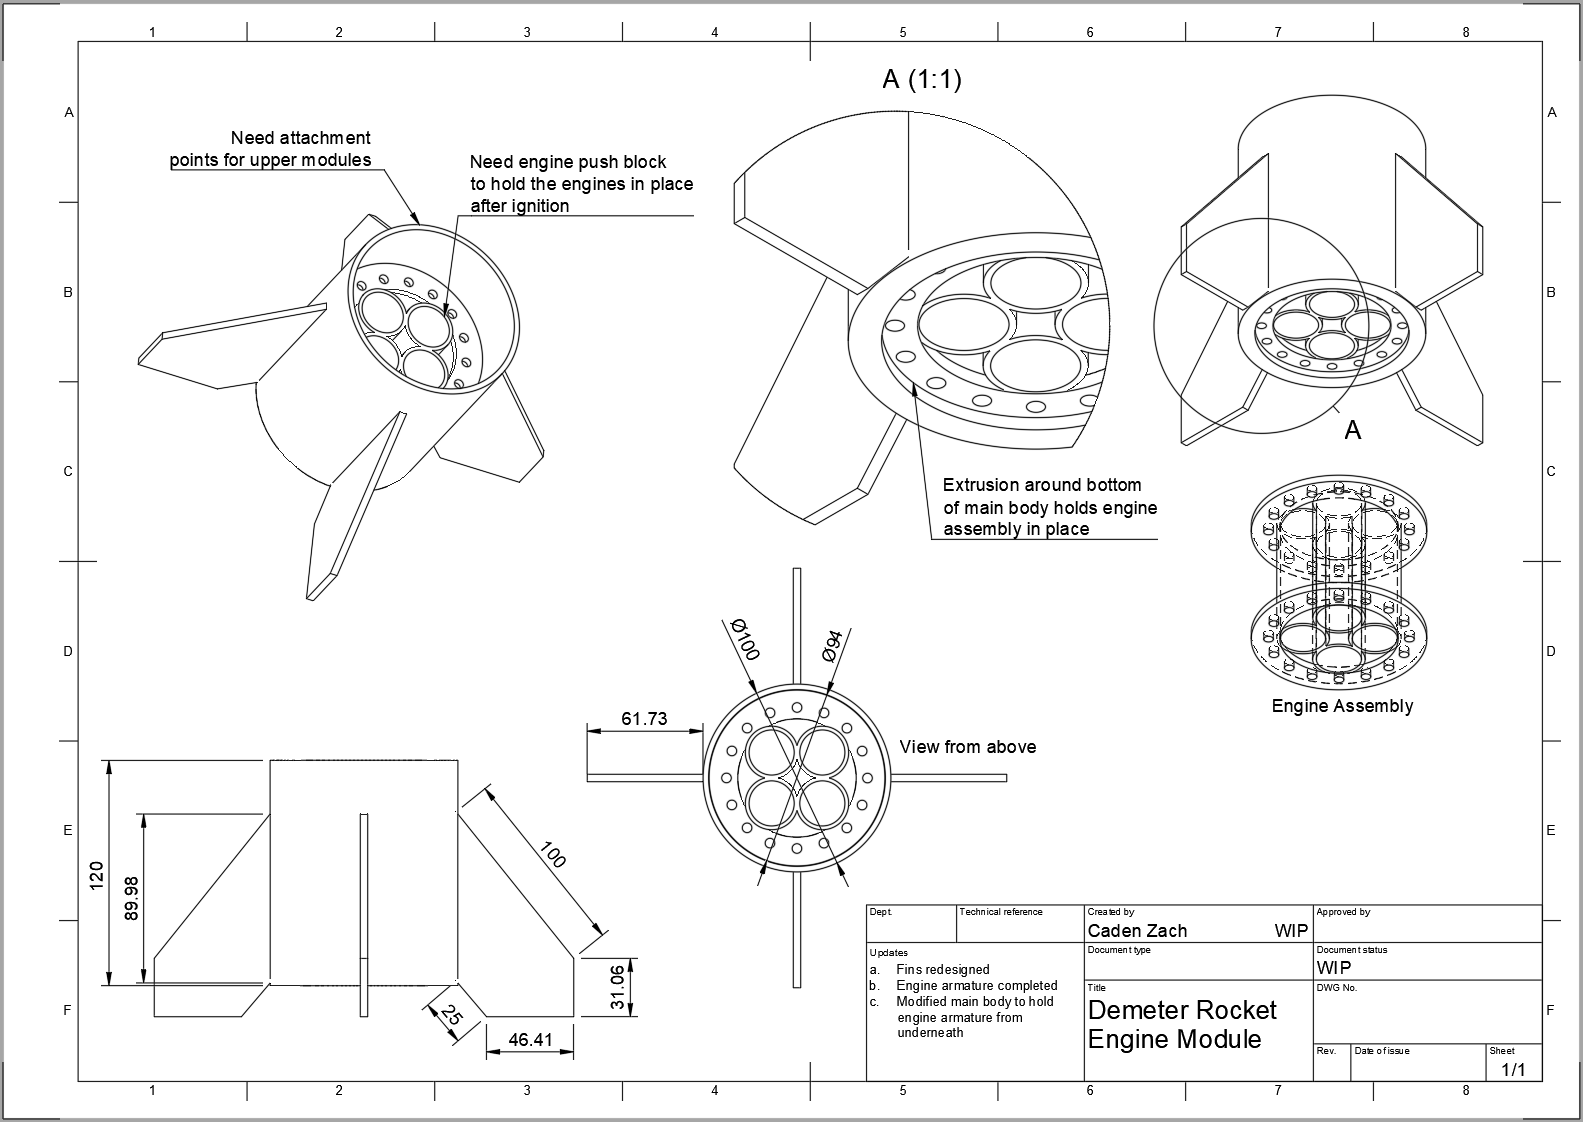 1 2 3 4 5 6 7 8
A A
A (1:1)
Need attachment
points for upper modules
Need engine push block
to hold the engines in place
after ignition
B B
A
C C
Extrusion around bottom
of main body holds engine
assembly in place
D D
Ø100
Ø94
Engine Assembly
61.73
View from above
E E
120
89.98
100
F F
31.06
25
46.41
Dept.
Technical reference
Created by
Caden Zach WIP
Approved by
Document type
Document status
WIP
Updates
a. Fins redesigned
b. Engine armature completed
c. Modified main body to hold
engine armature from
underneath
Title
Demeter Rocket
Engine Module
DWG No.
Rev.
Date of issue
Sheet
1/1
1 2 3 4 5 6 7 8